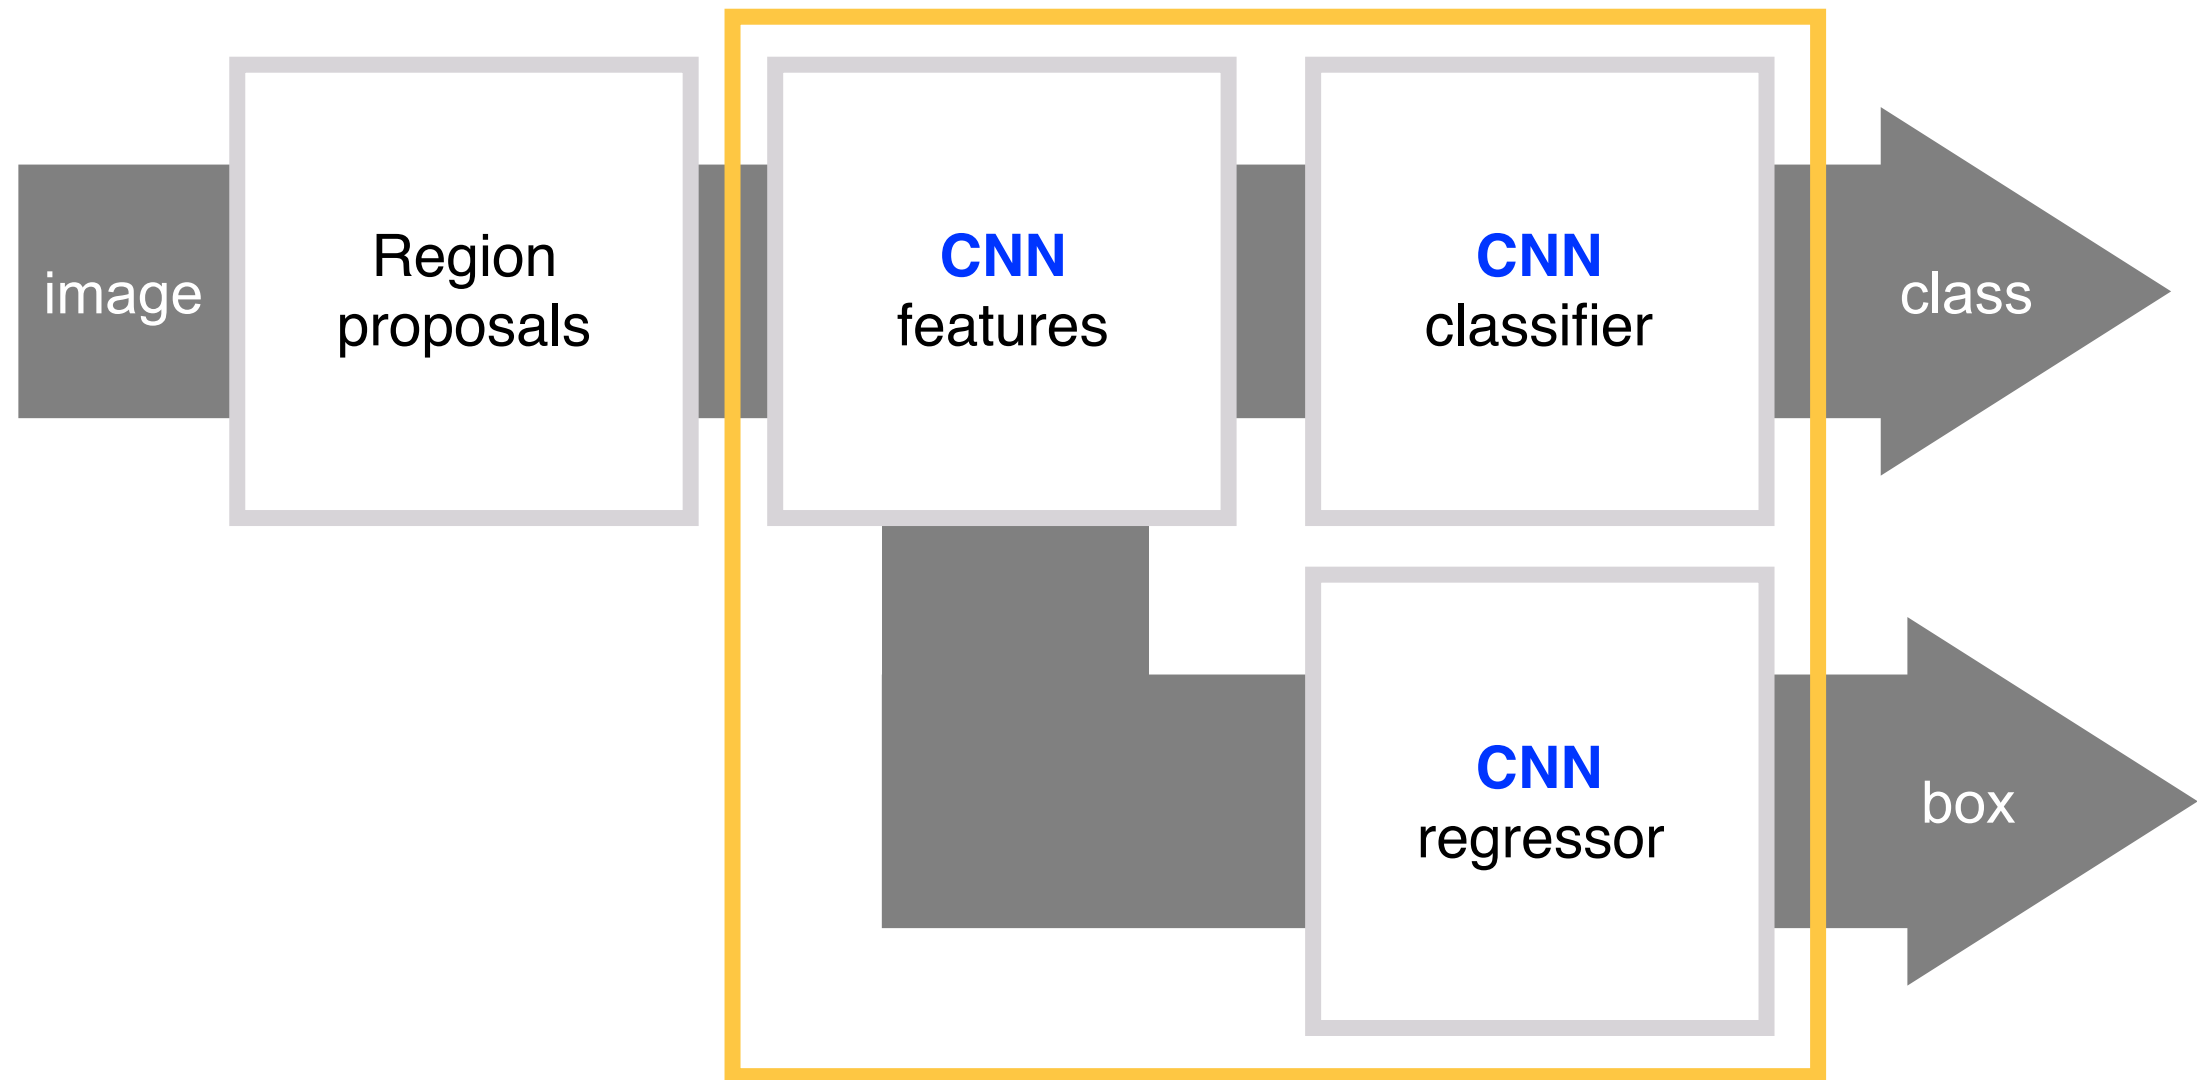 image
Region
proposals
CNN
features
CNN
classifier
class
CNN
regressor
box